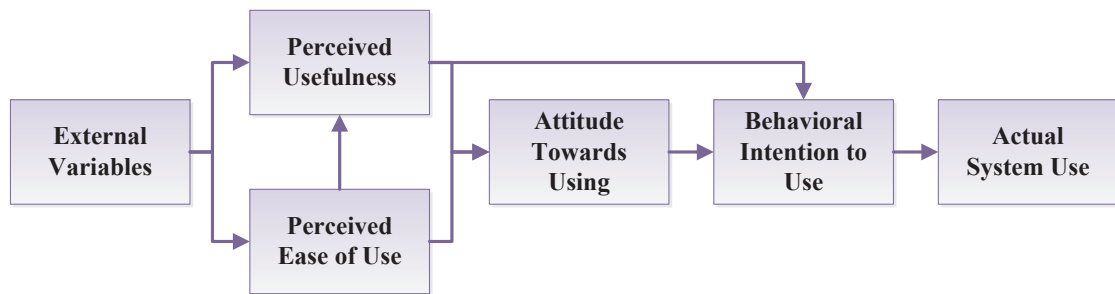 External
Variables
Perceived
Usefulness
Perceived
Ease of Use
Attitude
Towards
Using
Behavioral
Intention to
Use
Actual
System Use